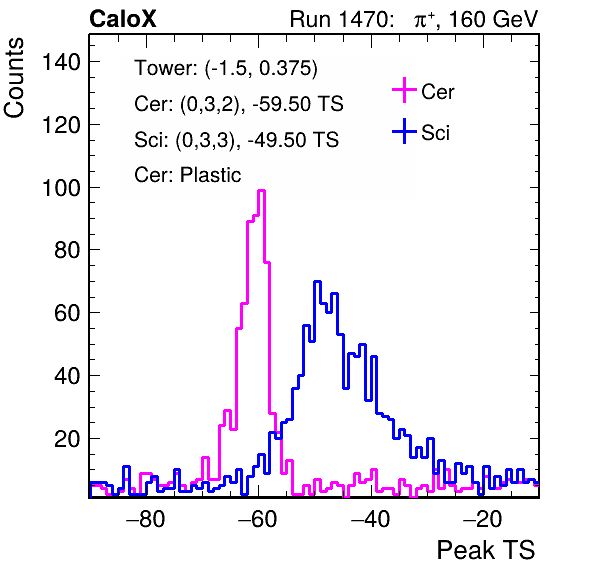 CaloX Run 1470: π⁺, 160 GeV
Counts
Tower: (-1.5, 0.375)
Cer: (0,3,2), -59.50 TS
Sci: (0,3,3), -49.50 TS
Cer: Plastic
Cer
Sci
140
120
100
80
60
40
20
−80 −60 −40 −20
Peak TS